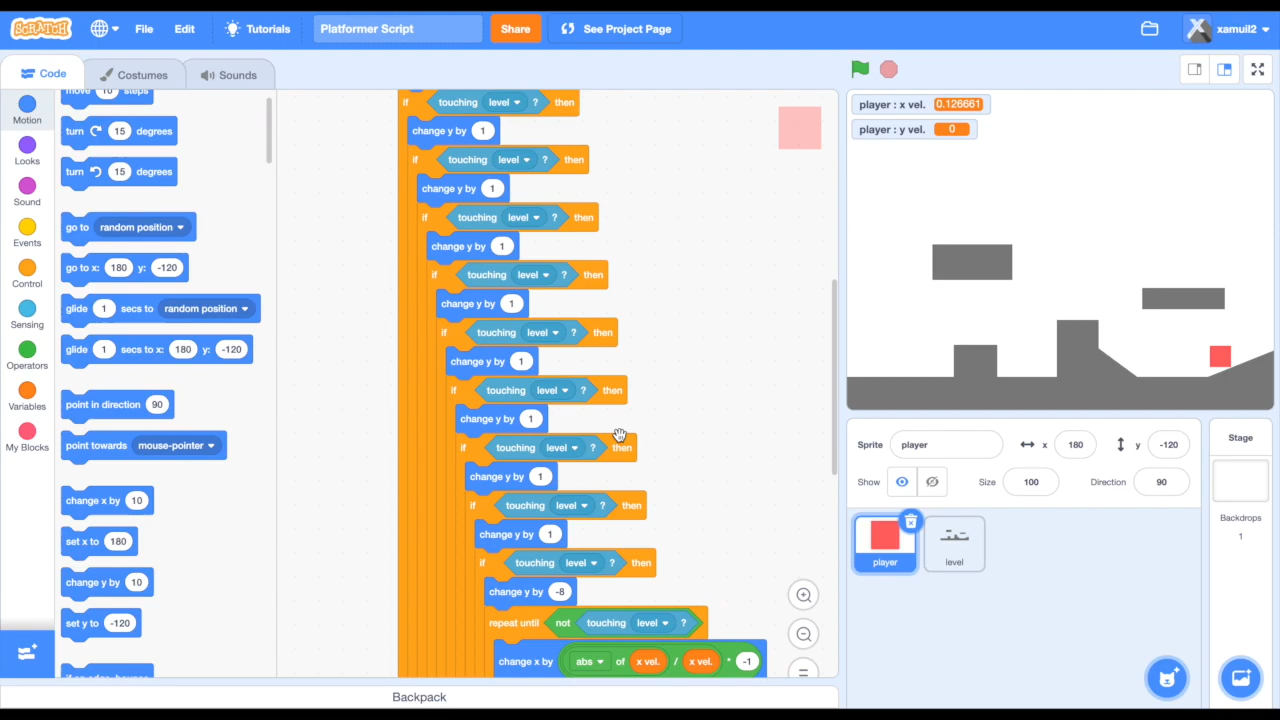 SCRATCH
File
Edit
Tutorials
Platformer Script
Share
See Project Page
xamuil2
Code
Costumes
Sounds
Motion
Looks
Sound
Events
Control
Sensing
Operators
Variables
My Blocks
move 10 steps
turn 15 degrees
turn 15 degrees
go to random position
go to x: 180 y: -120
glide 1 secs to random position
glide 1 secs to x: 180 y: -120
point in direction 90
point towards mouse-pointer
change x by 10
set x to 180
change y by 10
set y to -120
if on edge, bounce
if touching level ? then
change y by 1
if touching level ? then
change y by 1
if touching level ? then
change y by 1
if touching level ? then
change y by 1
if touching level ? then
change y by 1
if touching level ? then
change y by 1
if touching level ? then
change y by 1
if touching level ? then
change y by 1
if touching level ? then
change y by -8
repeat until not touching level ?
change x by abs of x vel. / x vel. * -1
player : x vel. 0.126661
player : y vel. 0
Sprite player x 180 y -120
Show Size 100 Direction 90
player
level
Stage
Backdrops
1
Backpack